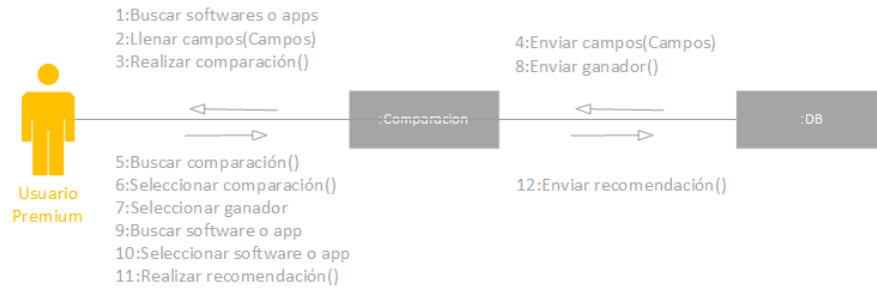 1:Buscar softwares o apps
2:Llenar campos(Campos)
3:Realizar comparación()
4:Enviar campos(Campos)
8:Enviar ganador()
:Comparacion
:DB
5:Buscar comparación()
6:Seleccionar comparación()
7:Seleccionar ganador
9:Buscar software o app
10:Seleccionar software o app
11:Realizar recomendación()
12:Enviar recomendación()
Usuario
Premium